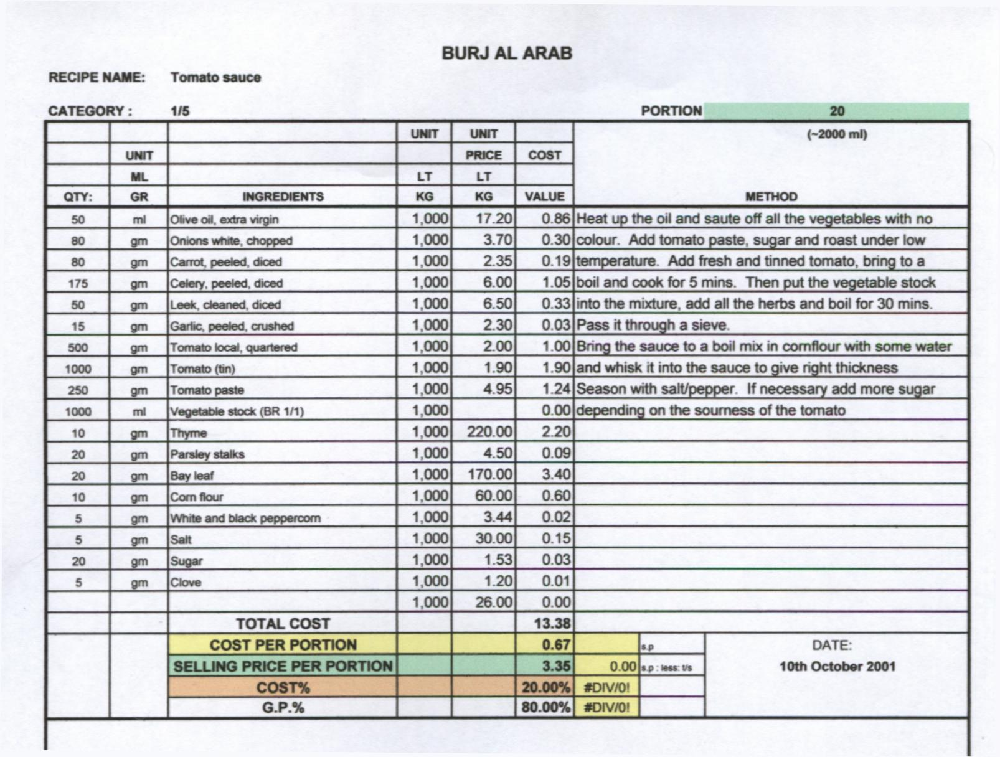 BURJ AL ARAB
RECIPE NAME: Tomato sauce
CATEGORY : 1/5 PORTION 20
UNIT UNIT (~2000 ml)
UNIT PRICE COST
ML LT LT
QTY: GR INGREDIENTS KG KG VALUE METHOD
50 ml Olive oil, extra virgin 1,000 17.20 0.86 Heat up the oil and saute off all the vegetables with no
80 gm Onions white, chopped 1,000 3.70 0.30 colour. Add tomato paste, sugar and roast under low
80 gm Carrot, peeled, diced 1,000 2.35 0.19 temperature. Add fresh and tinned tomato, bring to a
175 gm Celery, peeled, diced 1,000 6.00 1.05 boil and cook for 5 mins. Then put the vegetable stock
50 gm Leek, cleaned, diced 1,000 6.50 0.33 into the mixture, add all the herbs and boil for 30 mins.
15 gm Garlic, peeled, crushed 1,000 2.30 0.03 Pass it through a sieve.
500 gm Tomato local, quartered 1,000 2.00 1.00 Bring the sauce to a boil mix in cornflour with some water
1000 gm Tomato (tin) 1,000 1.90 1.90 and whisk it into the sauce to give right thickness
250 gm Tomato paste 1,000 4.95 1.24 Season with salt/pepper. If necessary add more sugar
1000 ml Vegetable stock (BR 1/1) 1,000 0.00 depending on the sourness of the tomato
10 gm Thyme 1,000 220.00 2.20
20 gm Parsley stalks 1,000 4.50 0.09
20 gm Bay leaf 1,000 170.00 3.40
10 gm Corn flour 1,000 60.00 0.60
5 gm White and black peppercorn 1,000 3.44 0.02
5 gm Salt 1,000 30.00 0.15
20 gm Sugar 1,000 1.53 0.03
5 gm Clove 1,000 1.20 0.01
1,000 26.00 0.00
TOTAL COST 13.38
COST PER PORTION 0.67 s.p DATE:
SELLING PRICE PER PORTION 3.35 0.00 s.p : less: t/s 10th October 2001
COST% 20.00% #DIV/0!
G.P.% 80.00% #DIV/0!